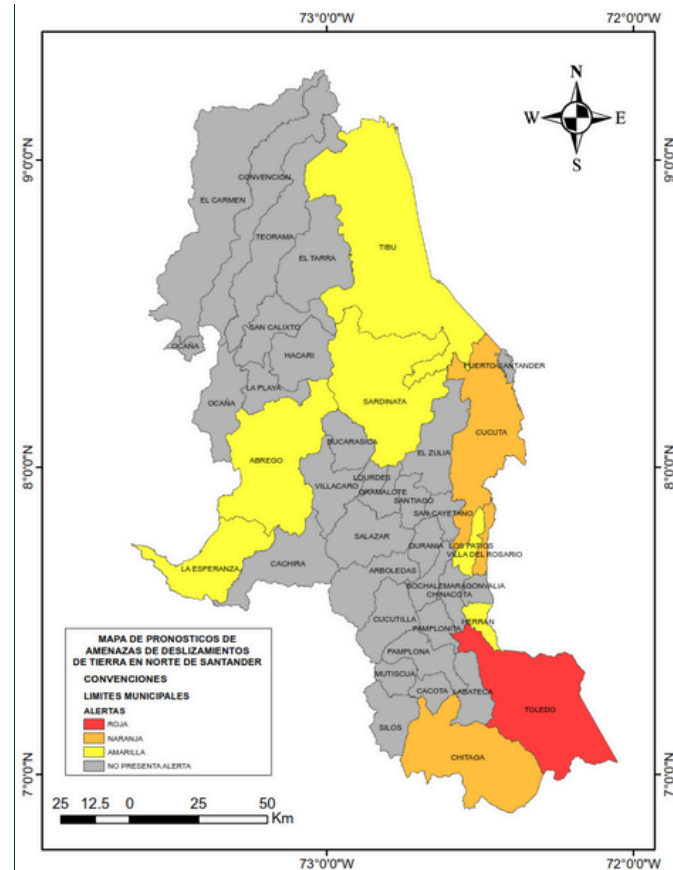 73°0'0"W
72°0'0"W
N
W
E
S
9°0'0"N
9°0'0"N
CONVENCIÓN
EL CARMEN
TEORAMA
TIBU
EL TARRA
SAN CALIXTO
OCAÑA
HACARI
PUERTO SANTANDER
LA PLAYA
OCAÑA
SARDINATA
CUCUTA
BUCARASICA
8°0'0"N
8°0'0"N
ABREGO
EL ZULIA
LOURDES
VILLACARO
GRAMALOTE
SANTIAGO
SAN CAYETANO
SALAZAR
DURANIA
LOS PATIOS
VILLA DEL ROSARIO
CACHIRA
LA ESPERANZA
ARBOLEDAS
BOCHALEMA
RAGONVALIA
CHINACOTA
CUCUTILLA
HERRAN
PAMPLONITA
PAMPLONA
MUTISCUA
CACOTA
LABATECA
TOLEDO
SILOS
CHITAGA
MAPA DE PRONOSTICOS DE
AMENAZAS DE DESLIZAMIENTOS
DE TIERRA EN NORTE DE SANTANDER
CONVENCIONES
LIMITES MUNICIPALES
ALERTAS
ROJA
NARANJA
AMARILLA
NO PRESENTA ALERTA
7°0'0"N
7°0'0"N
25 12.5 0 25 50
Km
73°0'0"W
72°0'0"W